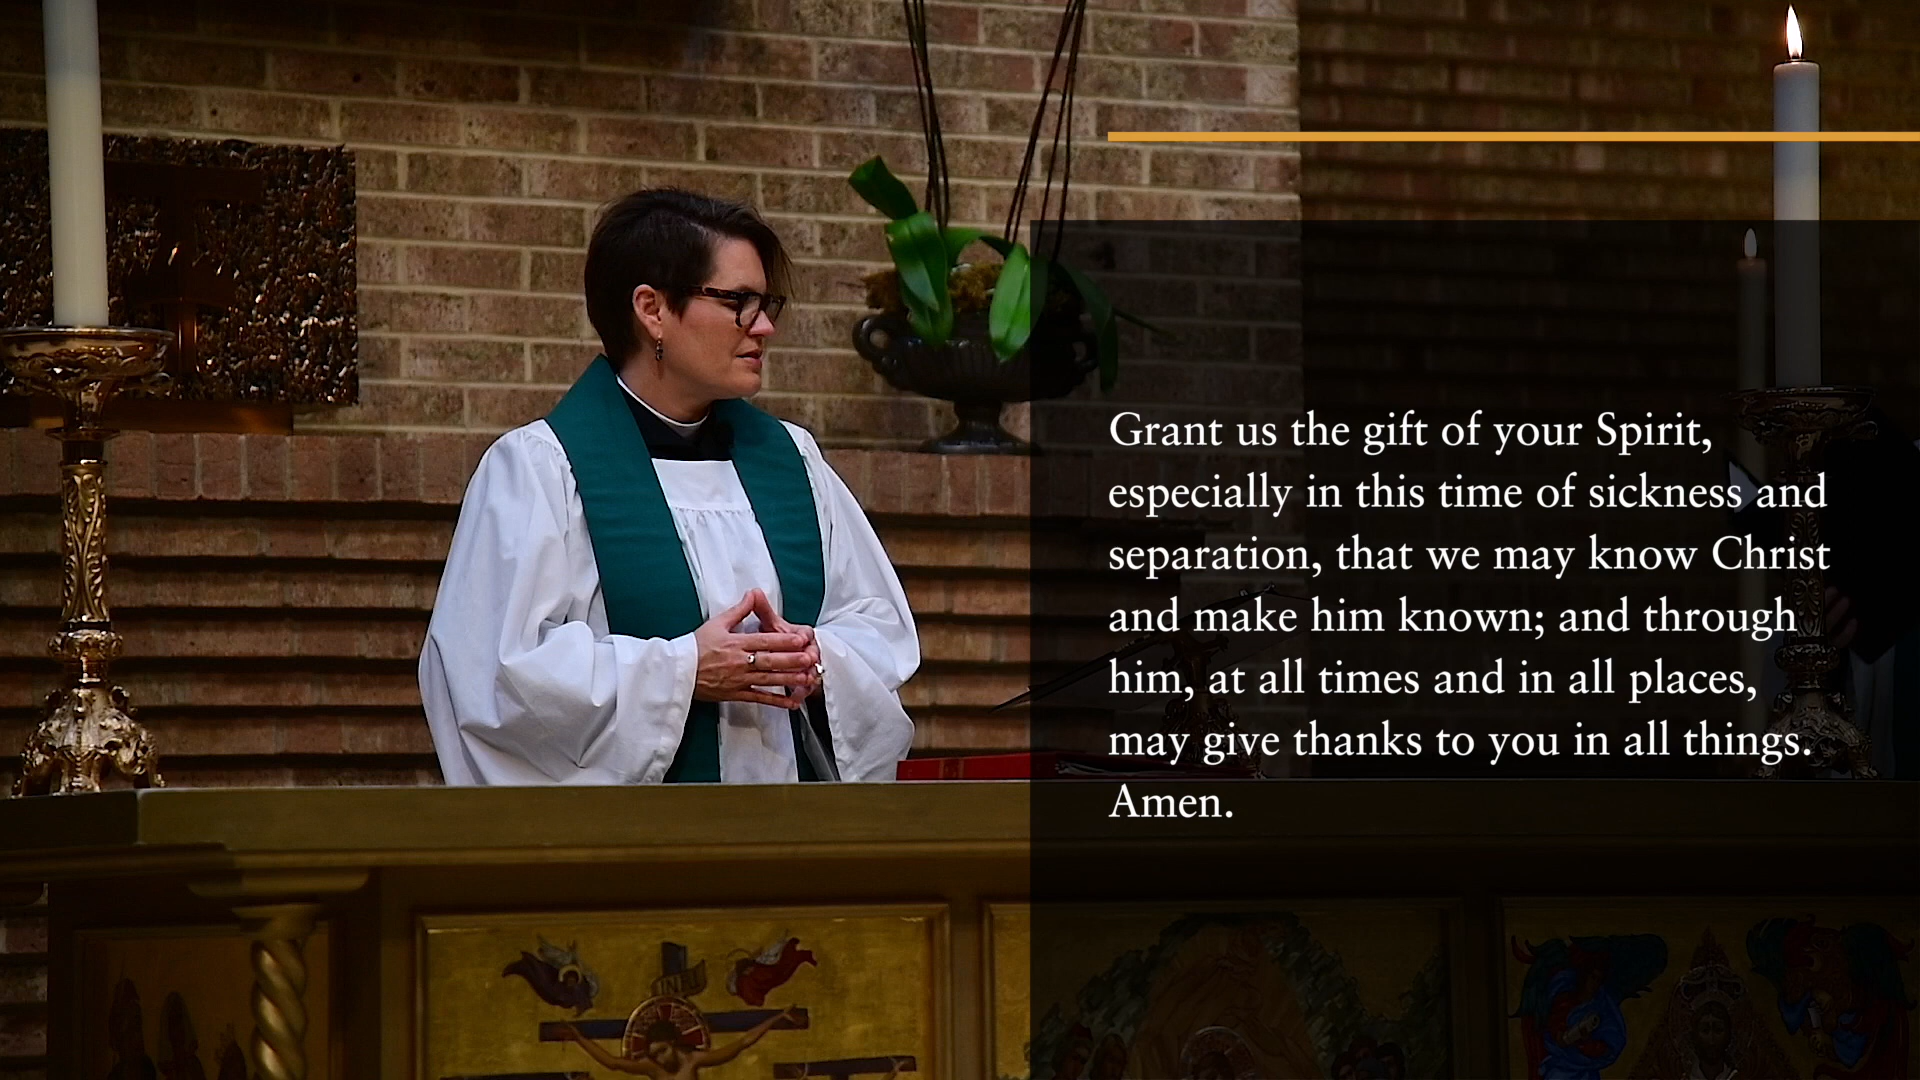 Grant us the gift of your Spirit,
especially in this time of sickness and
separation, that we may know Christ
and make him known; and through
him, at all times and in all places,
may give thanks to you in all things.
Amen.
INRI